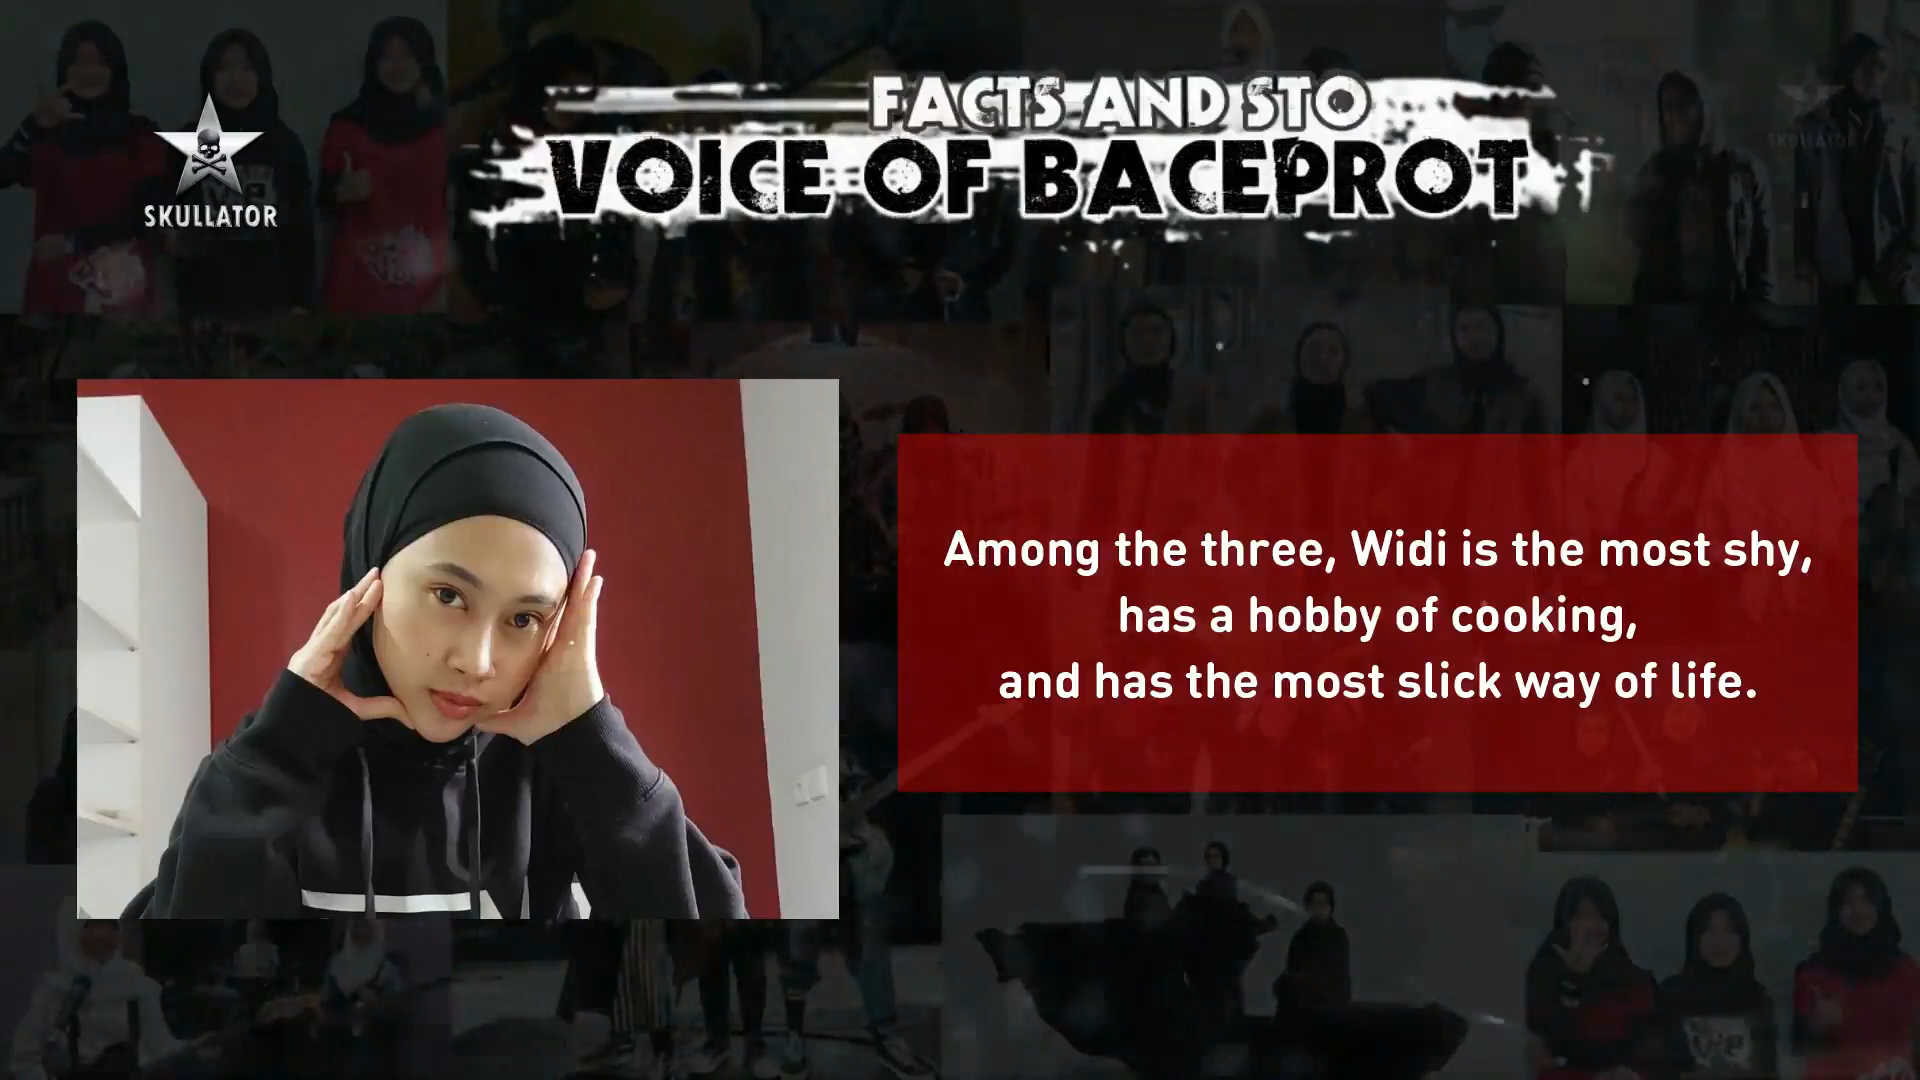 FACTS AND STO
VOICE OF BACEPROT
SKULLATOR
SKULLATOR
Among the three, Widi is the most shy,
has a hobby of cooking,
and has the most slick way of life.